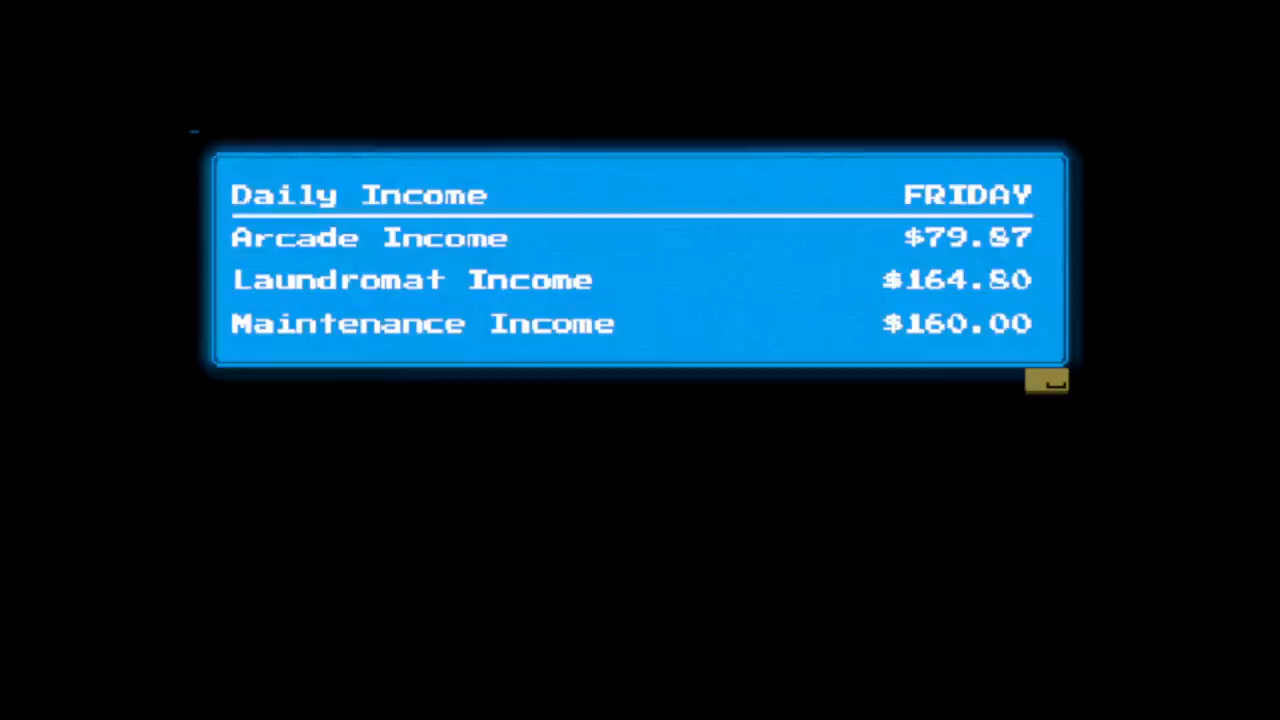 Daily Income FRIDAY
Arcade Income $79.87
Laundromat Income $164.80
Maintenance Income $160.00